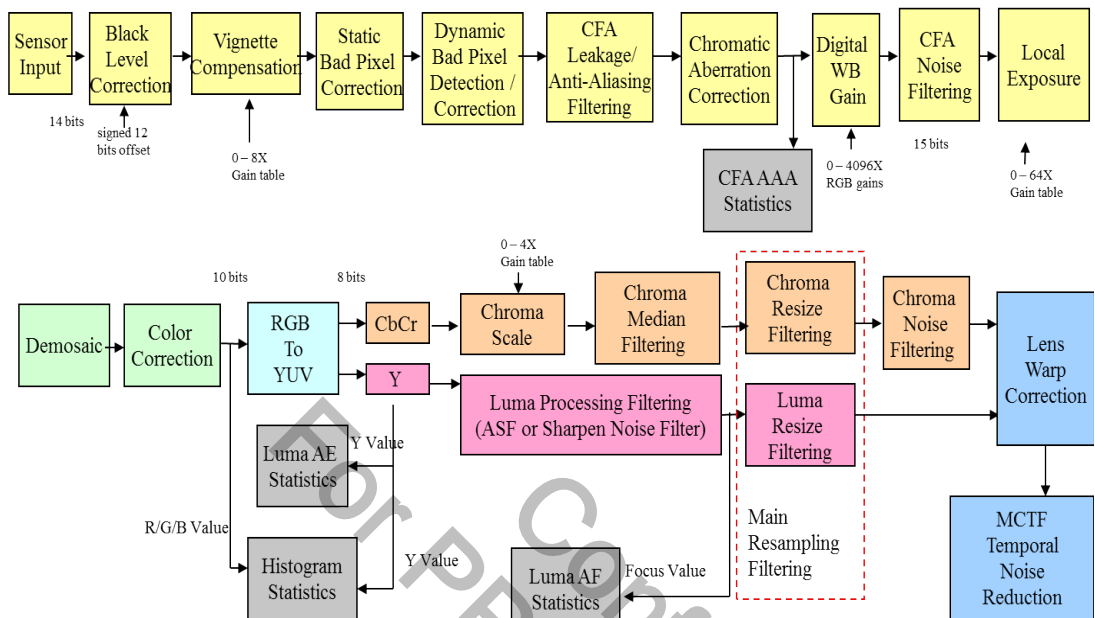 Sensor
Input
Black
Level
Correction
Vignette
Compensation
Static
Bad Pixel
Correction
Dynamic
Bad Pixel
Detection /
Correction
CFA
Leakage/
Anti-Aliasing
Filtering
Chromatic
Aberration
Correction
Digital
WB
Gain
CFA
Noise
Filtering
Local
Exposure
14 bits
signed 12
bits offset
0 – 8X
Gain table
CFA AAA
Statistics
0 – 4096X
RGB gains
15 bits
0 – 64X
Gain table
10 bits
8 bits
0 – 4X
Gain table
Demosaic
Color
Correction
RGB
To
YUV
CbCr
Y
Chroma
Scale
Chroma
Median
Filtering
Chroma
Resize
Filtering
Chroma
Noise
Filtering
Lens
Warp
Correction
Luma Processing Filtering
(ASF or Sharpen Noise Filter)
Luma
Resize
Filtering
Luma AE
Statistics
Y Value
R/G/B Value
Histogram
Statistics
Y Value
Luma AF
Statistics
Focus Value
Main
Resampling
Filtering
MCTF
Temporal
Noise
Reduction
For